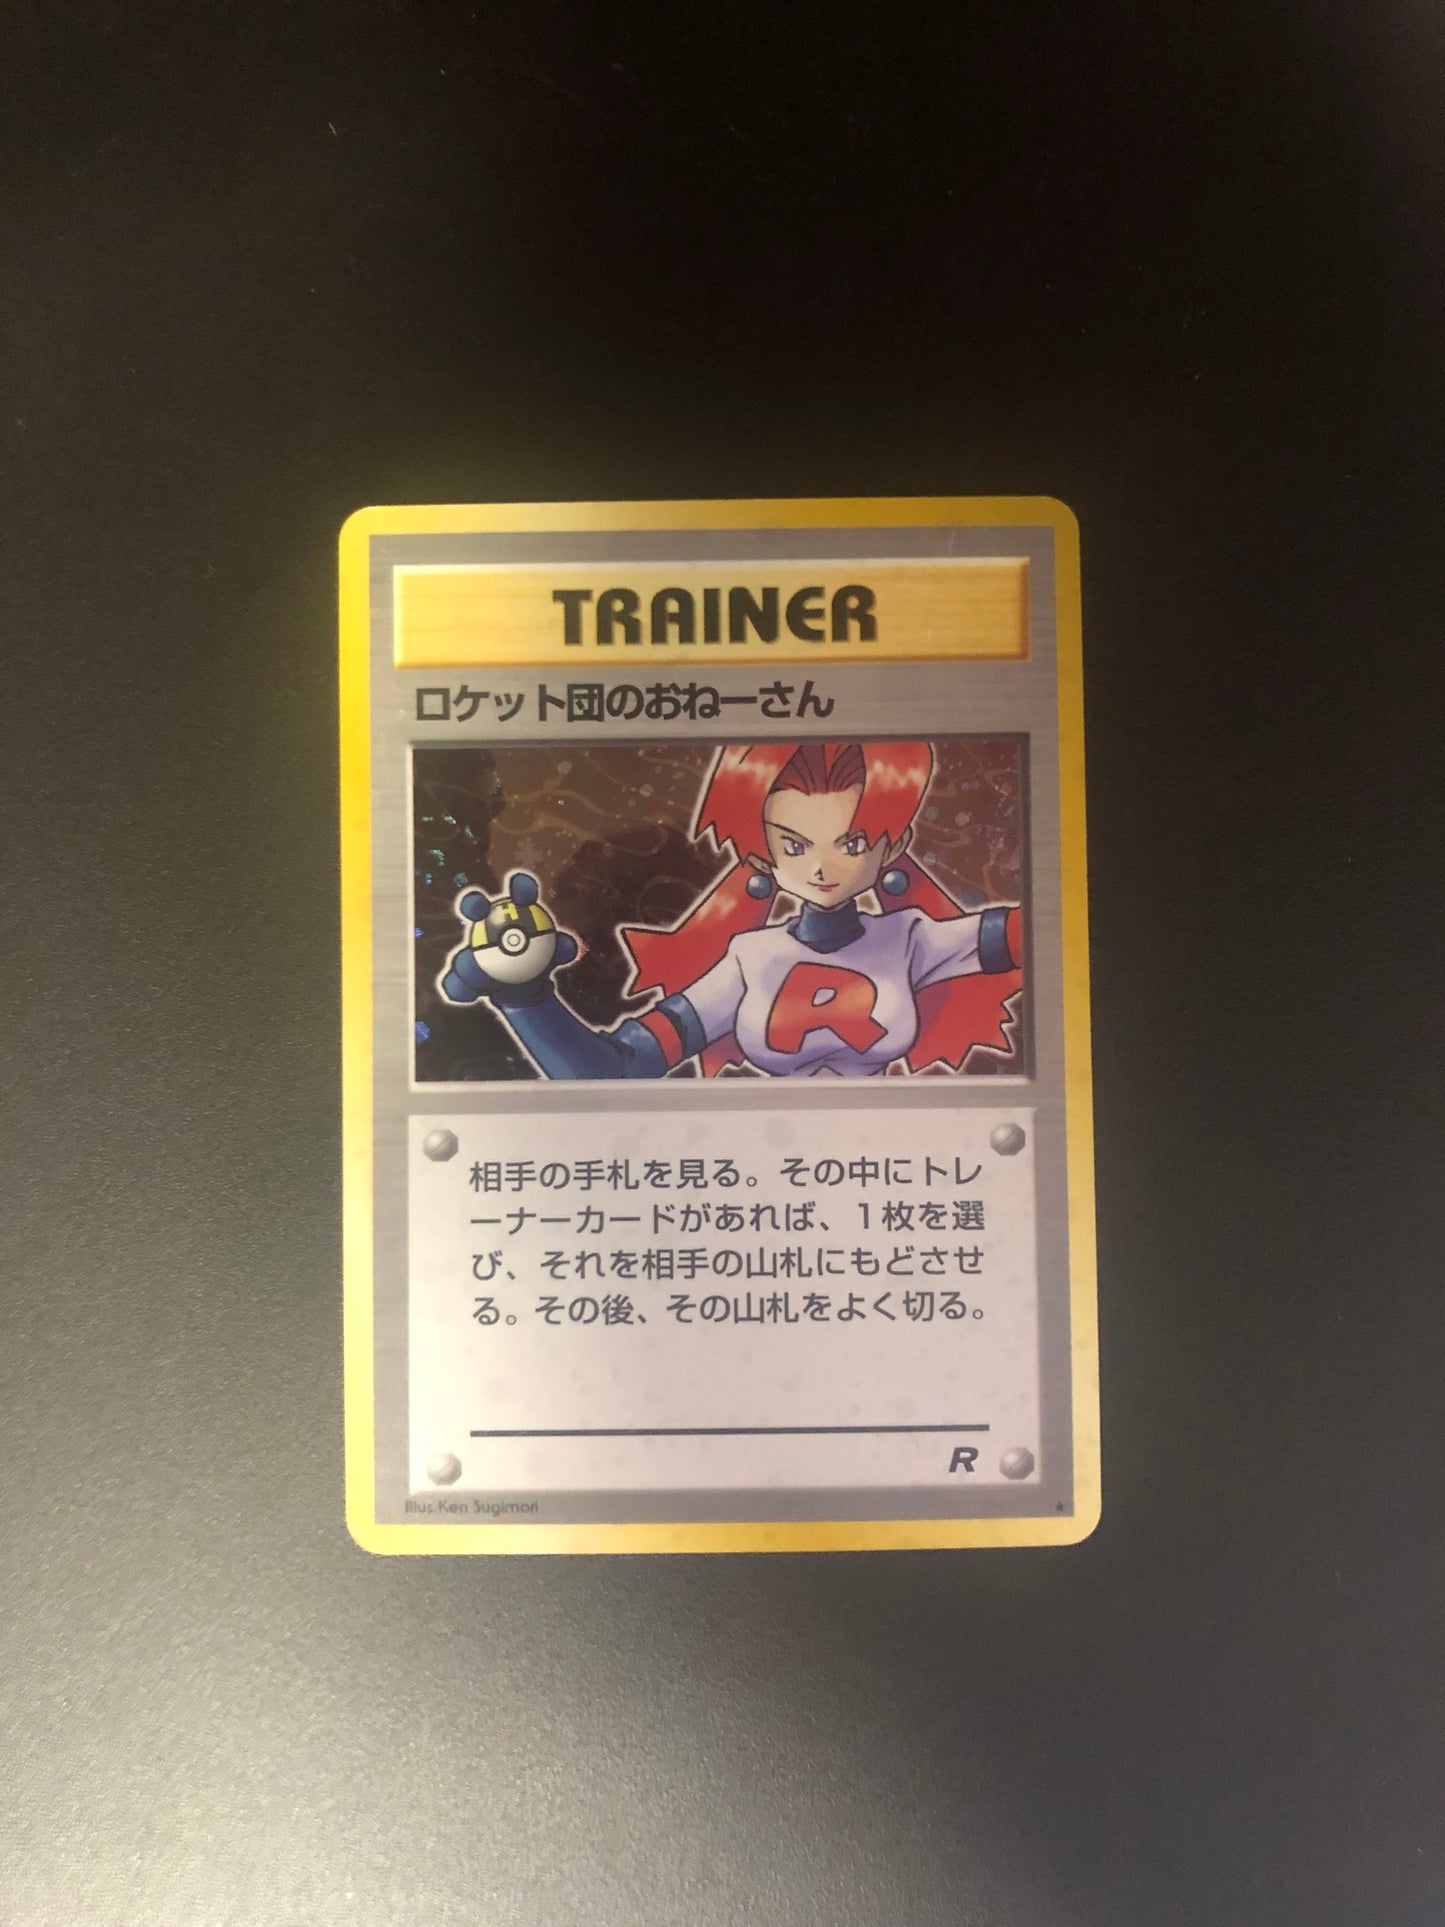 TRAINER
ロケット団のおねーさん
H
R
相手の手札を見る。その中にトレ
ーナーカードがあれば、1枚を選
び、それを相手の山札にもどさせ
る。その後、その山札をよく切る。
R
Illus.Ken Sugimori
★